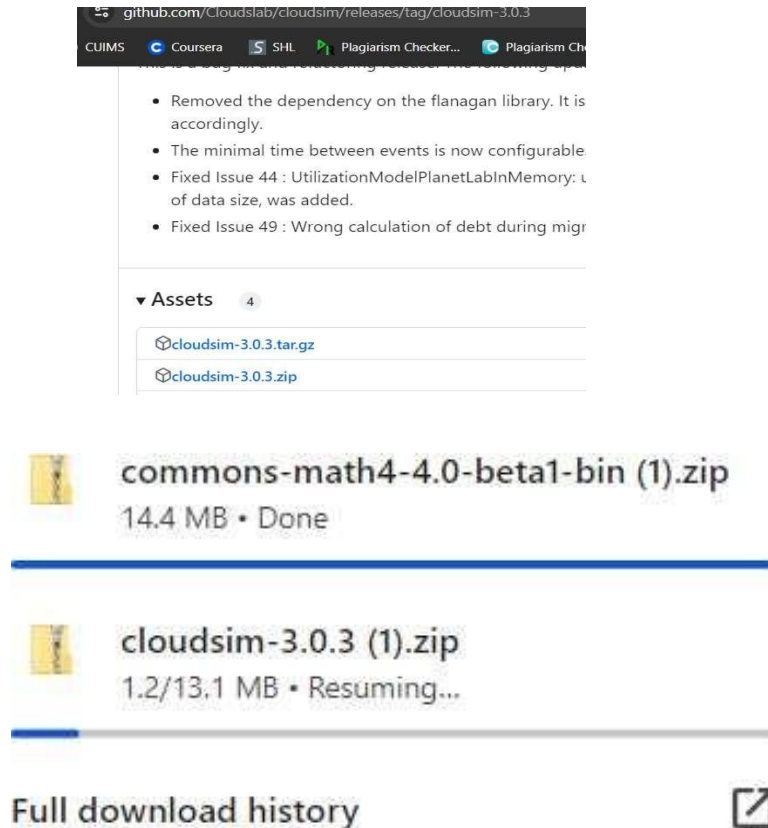 github.com/Cloudslab/cloudsim/releases/tag/cloudsim-3.0.3
CUIMS Coursera SHL Plagiarism Checker... Plagiarism Ch
• Removed the dependency on the flanagan library. It is
accordingly.
• The minimal time between events is now configurable
• Fixed Issue 44 : UtilizationModelPlanetLabInMemory: u
of data size, was added.
• Fixed Issue 49 : Wrong calculation of debt during migr
Assets 4
cloudsim-3.0.3.tar.gz
cloudsim-3.0.3.zip
commons-math4-4.0-beta1-bin (1).zip
14.4 MB • Done
cloudsim-3.0.3 (1).zip
1.2/13.1 MB • Resuming...
Full download history